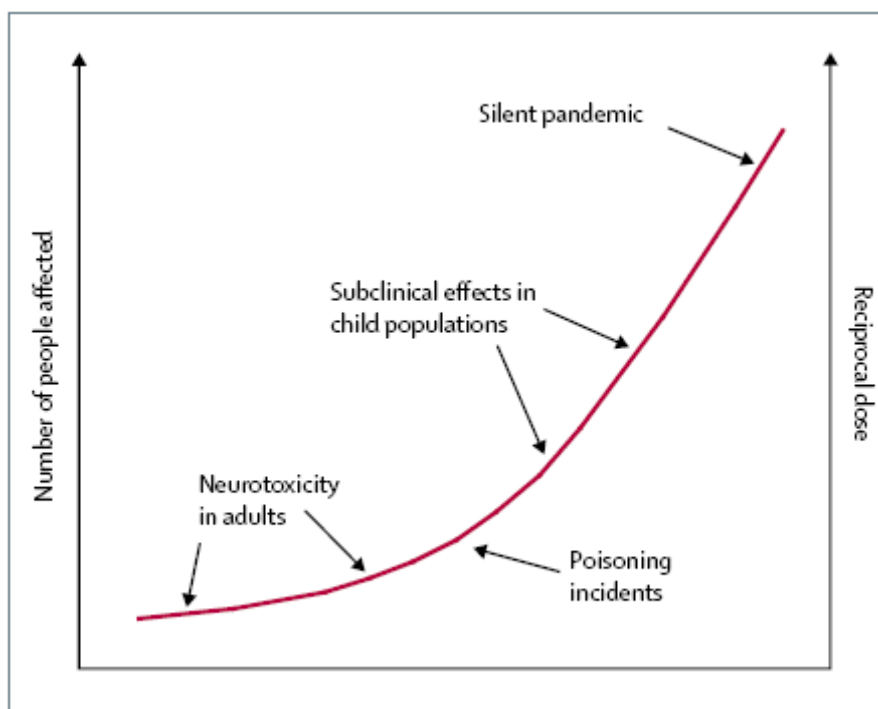 Silent pandemic
Number of people affected
Subclinical effects in
child populations
Reciprocal dose
Neurotoxicity
in adults
Poisoning
incidents